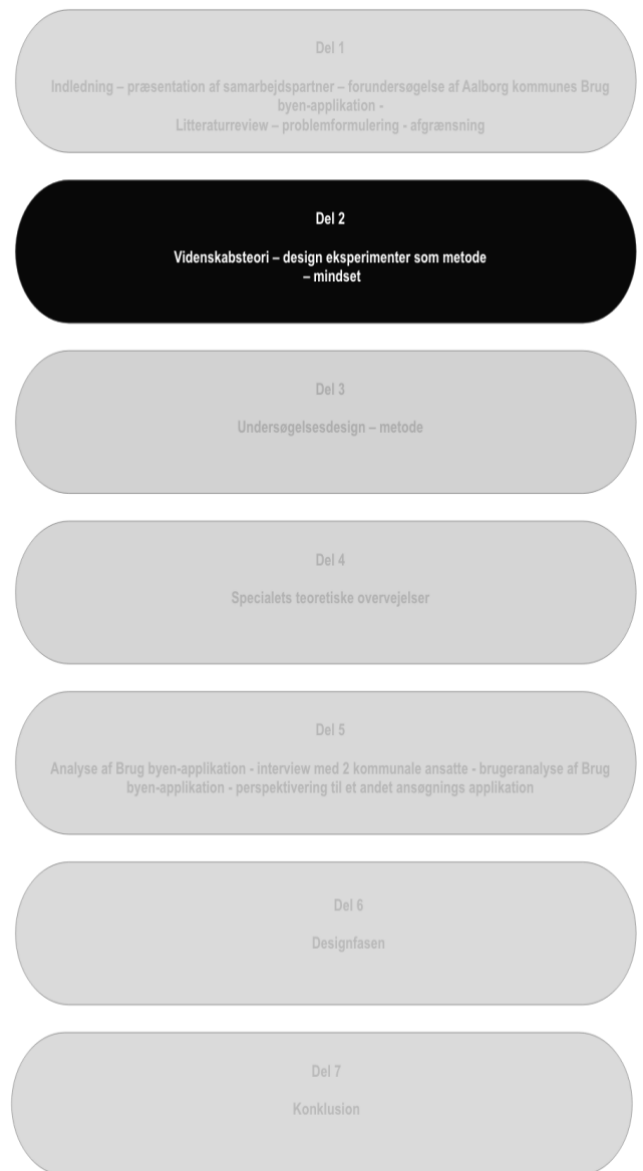 Del 1
Indledning – præsentation af samarbejdspartner – forundersøgelse af Aalborg kommunes Brug
byen-applikation -
Litteraturreview – problemformulering - afgrænsning
Del 2
Videnskabsteori – design eksperimenter som metode
– mindset
Del 3
Undersøgelsesdesign – metode
Del 4
Specialets teoretiske overvejelser
Del 5
Analyse af Brug byen-applikation - interview med 2 kommunale ansatte - brugeranalyse af Brug
byen-applikation - perspektivering til et andet ansøgnings applikation
Del 6
Designfasen
Del 7
Konklusion